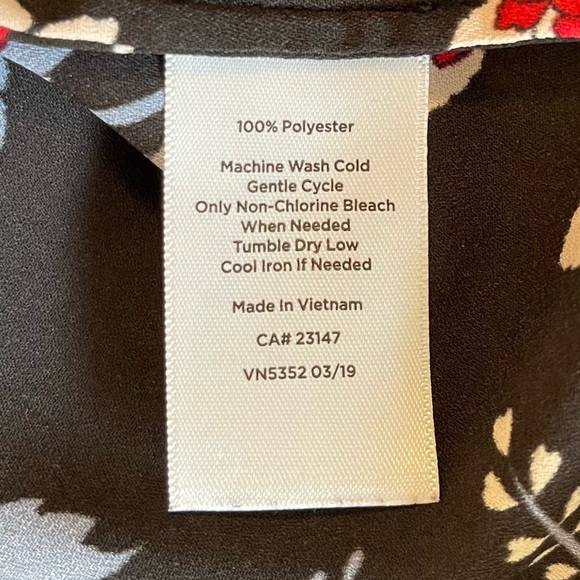 100% Polyester
Machine Wash Cold
Gentle Cycle
Only Non-Chlorine Bleach
When Needed
Tumble Dry Low
Cool Iron If Needed
Made In Vietnam
CA# 23147
VN5352 03/19